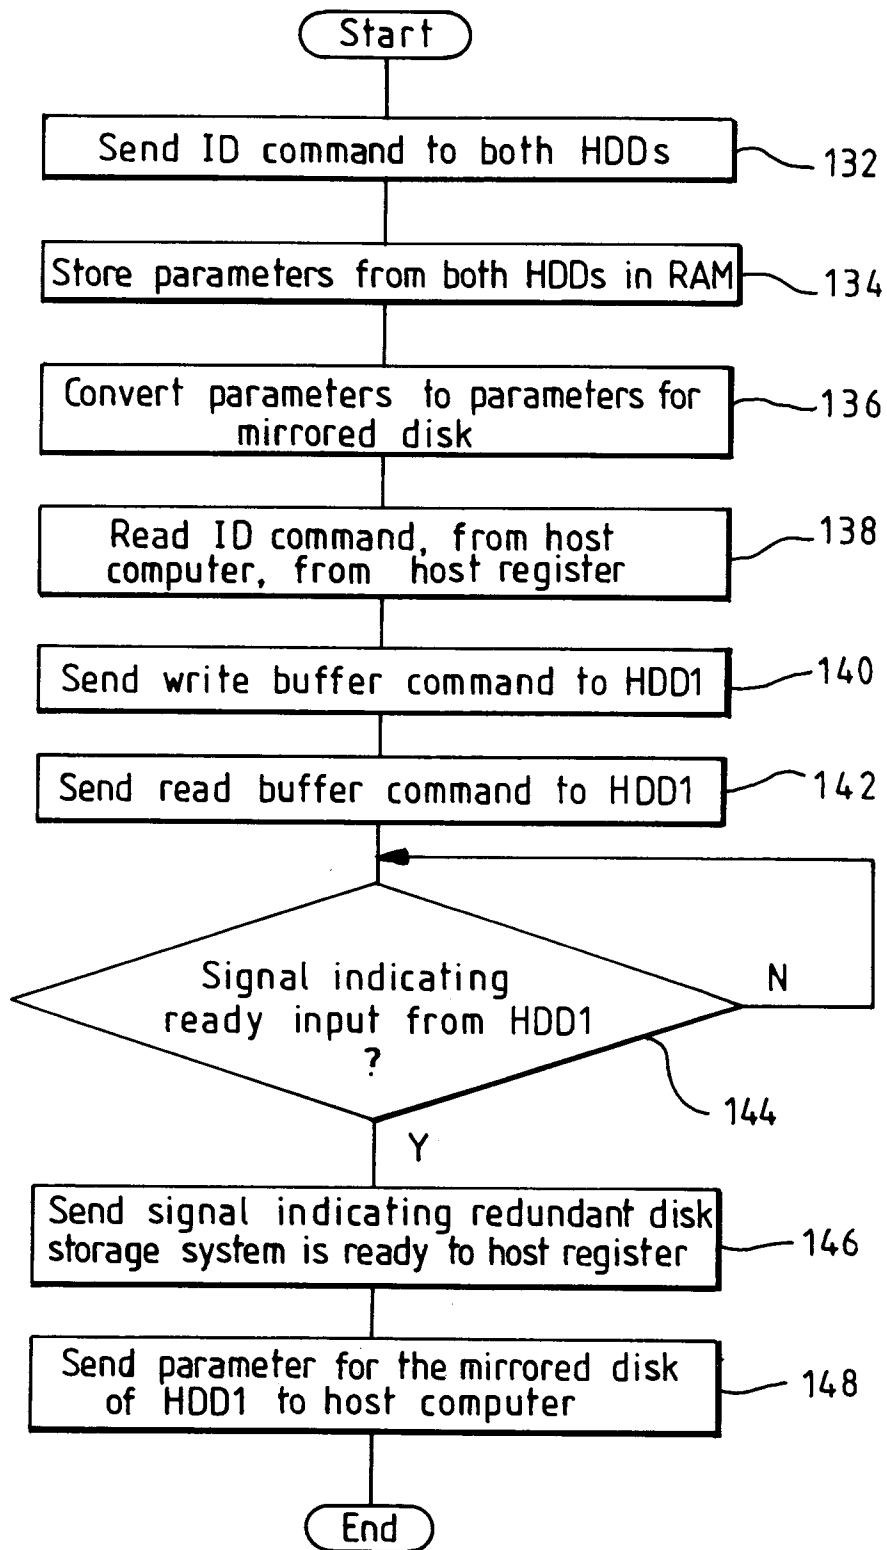 Start
Send ID command to both HDDs
132
Store parameters from both HDDs in RAM
134
Convert parameters to parameters for
mirrored disk
136
Read ID command, from host
computer, from host register
138
Send write buffer command to HDD1
140
Send read buffer command to HDD1
142
Signal indicating
ready input from HDD1
?
N
144
Y
Send signal indicating redundant disk
storage system is ready to host register
146
Send parameter for the mirrored disk
of HDD1 to host computer
148
End